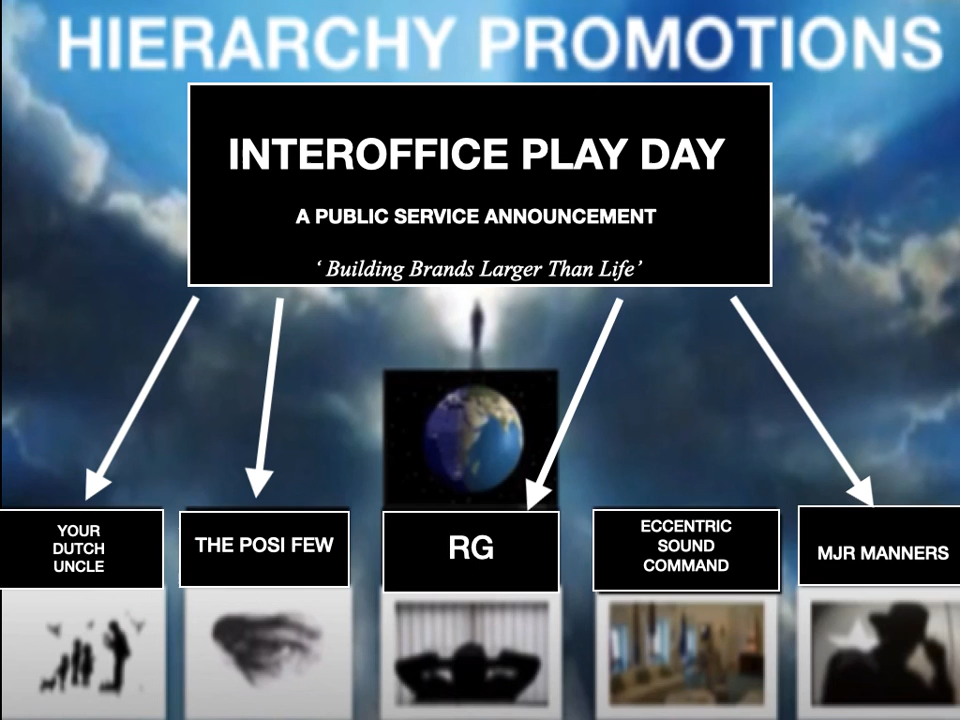 HIERARCHY PROMOTIONS
INTEROFFICE PLAY DAY
A PUBLIC SERVICE ANNOUNCEMENT
‘ Building Brands Larger Than Life’
YOUR
DUTCH
UNCLE
THE POSI FEW
RG
ECCENTRIC
SOUND
COMMAND
MJR MANNERS